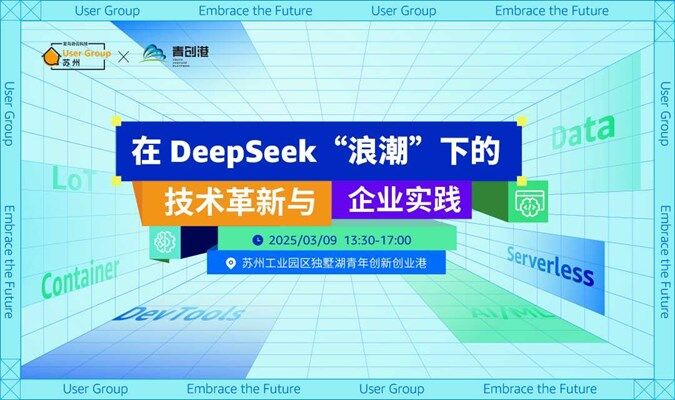 User Group Embrace the Future User Group Embrace the Future
亚马逊云科技
User Group
苏州
×
青创港
YOUTH VENTURE PLATFORM
在 DeepSeek “浪潮” 下的
技术革新与
企业实践
2025/03/09 13:30-17:00
苏州工业园区独墅湖青年创新创业港
LoT
Data
Container
Serverless
DevTools
AI/ML
User Group
Embrace the Future
User Group
Embrace the Future
User Group Embrace the Future User Group Embrace the Future